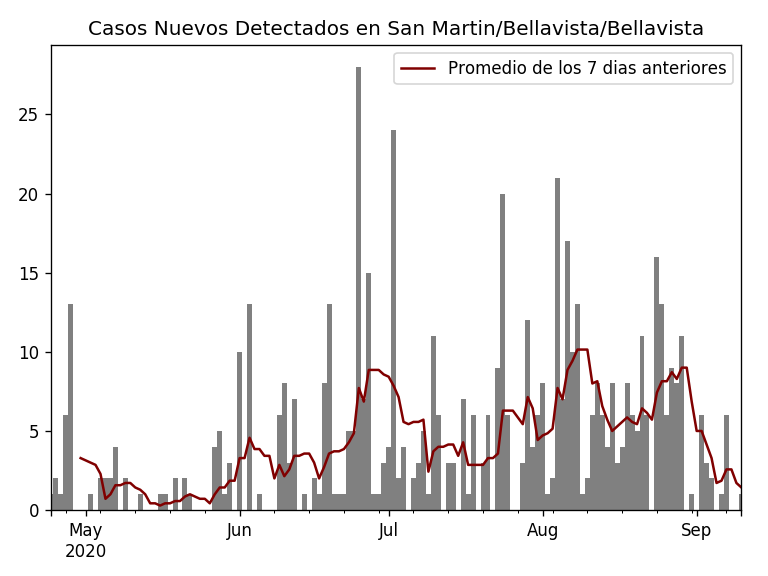 Casos Nuevos Detectados en San Martin/Bellavista/Bellavista
Promedio de los 7 dias anteriores
25
20
15
10
5
0
May Jun Jul Aug Sep
2020